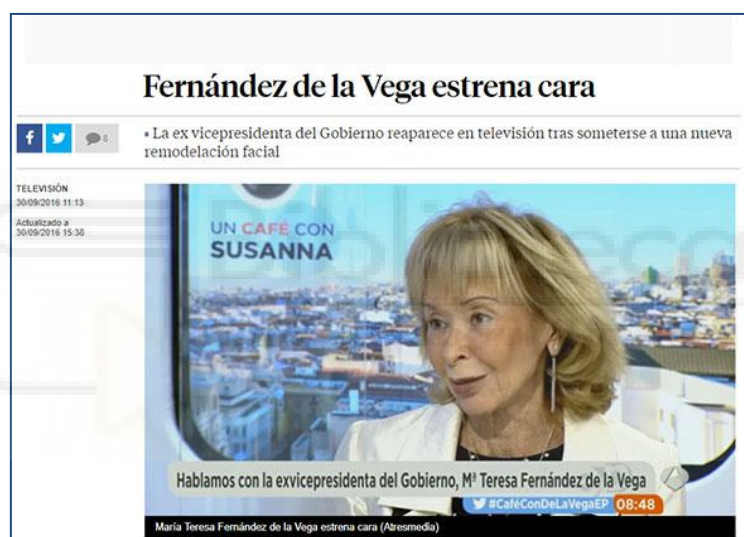 Fernández de la Vega estrena cara
f
8
▪ La ex vicepresidenta del Gobierno reaparece en televisión tras someterse a una nueva
remodelación facial
TELEVISIÓN
30/09/2016 11:13
Actualizado a
30/09/2016 15:38
UN CAFÉ CON
SUSANNA
Hablamos con la exvicepresidenta del Gobierno, Mª Teresa Fernández de la Vega
#CaféConDeLaVegaEP 08:48
María Teresa Fernández de la Vega estrena cara (Atresmedia)